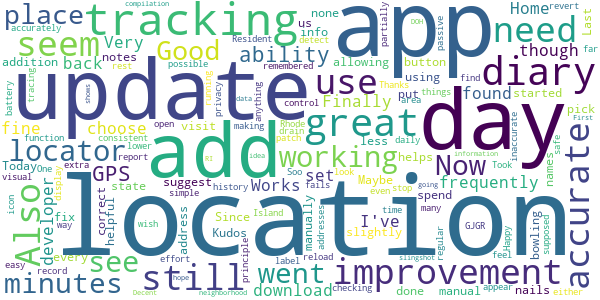 compilation
place
tracking
app
need
Home
revert
Last
accurately
Very
us
none
info
partially
DOH
passive
detect
seem
Good
ability
though
diary
Resident
notes
back
remembered
allowing
button
find
far
addition
rest
possible
using
found
started
battery
tracing
shows
running
privacy
anything
Finally
put
area
things
Thanks
update
use
day
fine
choose
visit
control
less
daily
Took
pick
inaccurate
First
function
consistent
lower
drain
Rhode
patch
locator
add
great
names
safe
open
making
RI
data
idea
working
Now
accurate
Today
One
extra
report
visual
GPS
suggest
history
Soo
fails
set
helps
frequently
Also
developer
icon
state
simple
Works
look
Maybe
even
stop
going
information
spend
many
fix
correct
display
address
Since
Island
I've
time
supposed
location
way
helpful
wish
manually
addresses
slightly
checking
regular
GJGR
bowling
Happy
feel
slingshot
minutes
see
every
effort
Kudos
principle
label
reload
still
went
improvement
easy
record
download
done
manual
nails
appear
either
Decent
hope
neighborhood